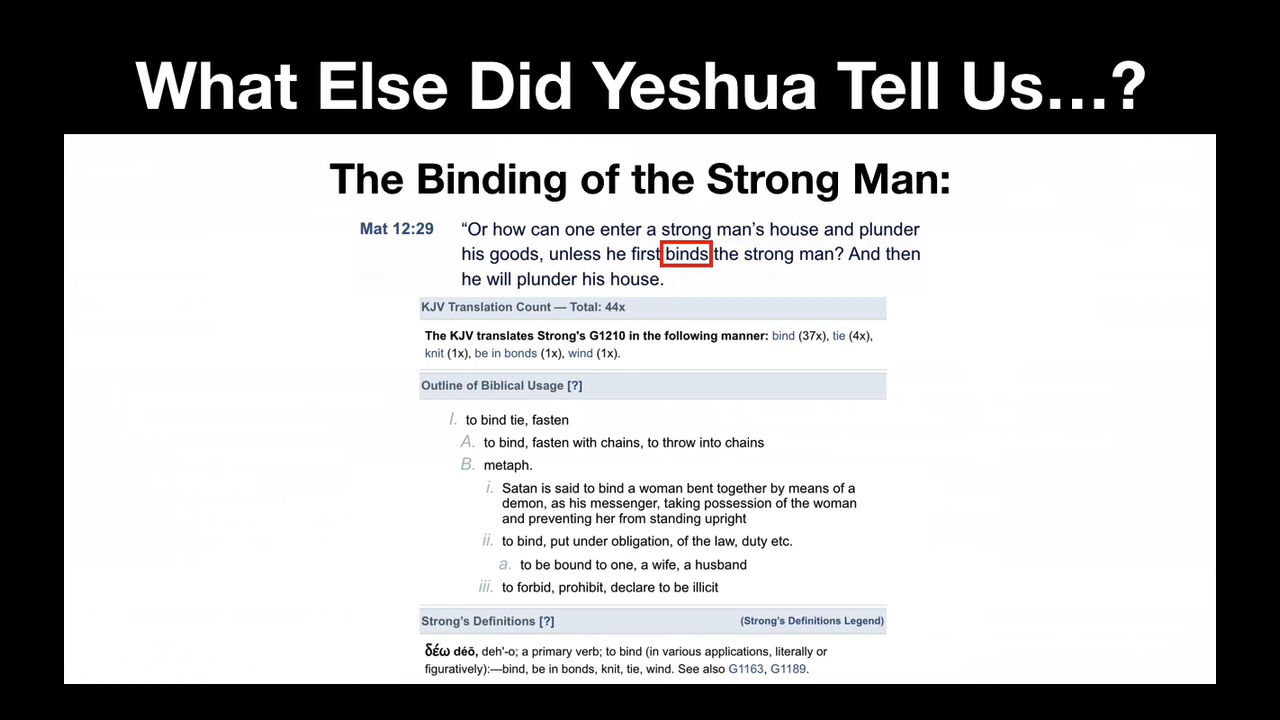 What Else Did Yeshua Tell Us...?
The Binding of the Strong Man:
Mat 12:29 “Or how can one enter a strong man’s house and plunder
his goods, unless he first binds the strong man? And then
he will plunder his house.
KJV Translation Count — Total: 44x
The KJV translates Strong's G1210 in the following manner: bind (37x), tie (4x),
knit (1x), be in bonds (1x), wind (1x).
Outline of Biblical Usage [?]
I. to bind tie, fasten
A. to bind, fasten with chains, to throw into chains
B. metaph.
i. Satan is said to bind a woman bent together by means of a
demon, as his messenger, taking possession of the woman
and preventing her from standing upright
ii. to bind, put under obligation, of the law, duty etc.
a. to be bound to one, a wife, a husband
iii. to forbid, prohibit, declare to be illicit
Strong’s Definitions [?] (Strong’s Definitions Legend)
δέω déō, deh'-o; a primary verb; to bind (in various applications, literally or
figuratively):—bind, be in bonds, knit, tie, wind. See also G1163, G1189.